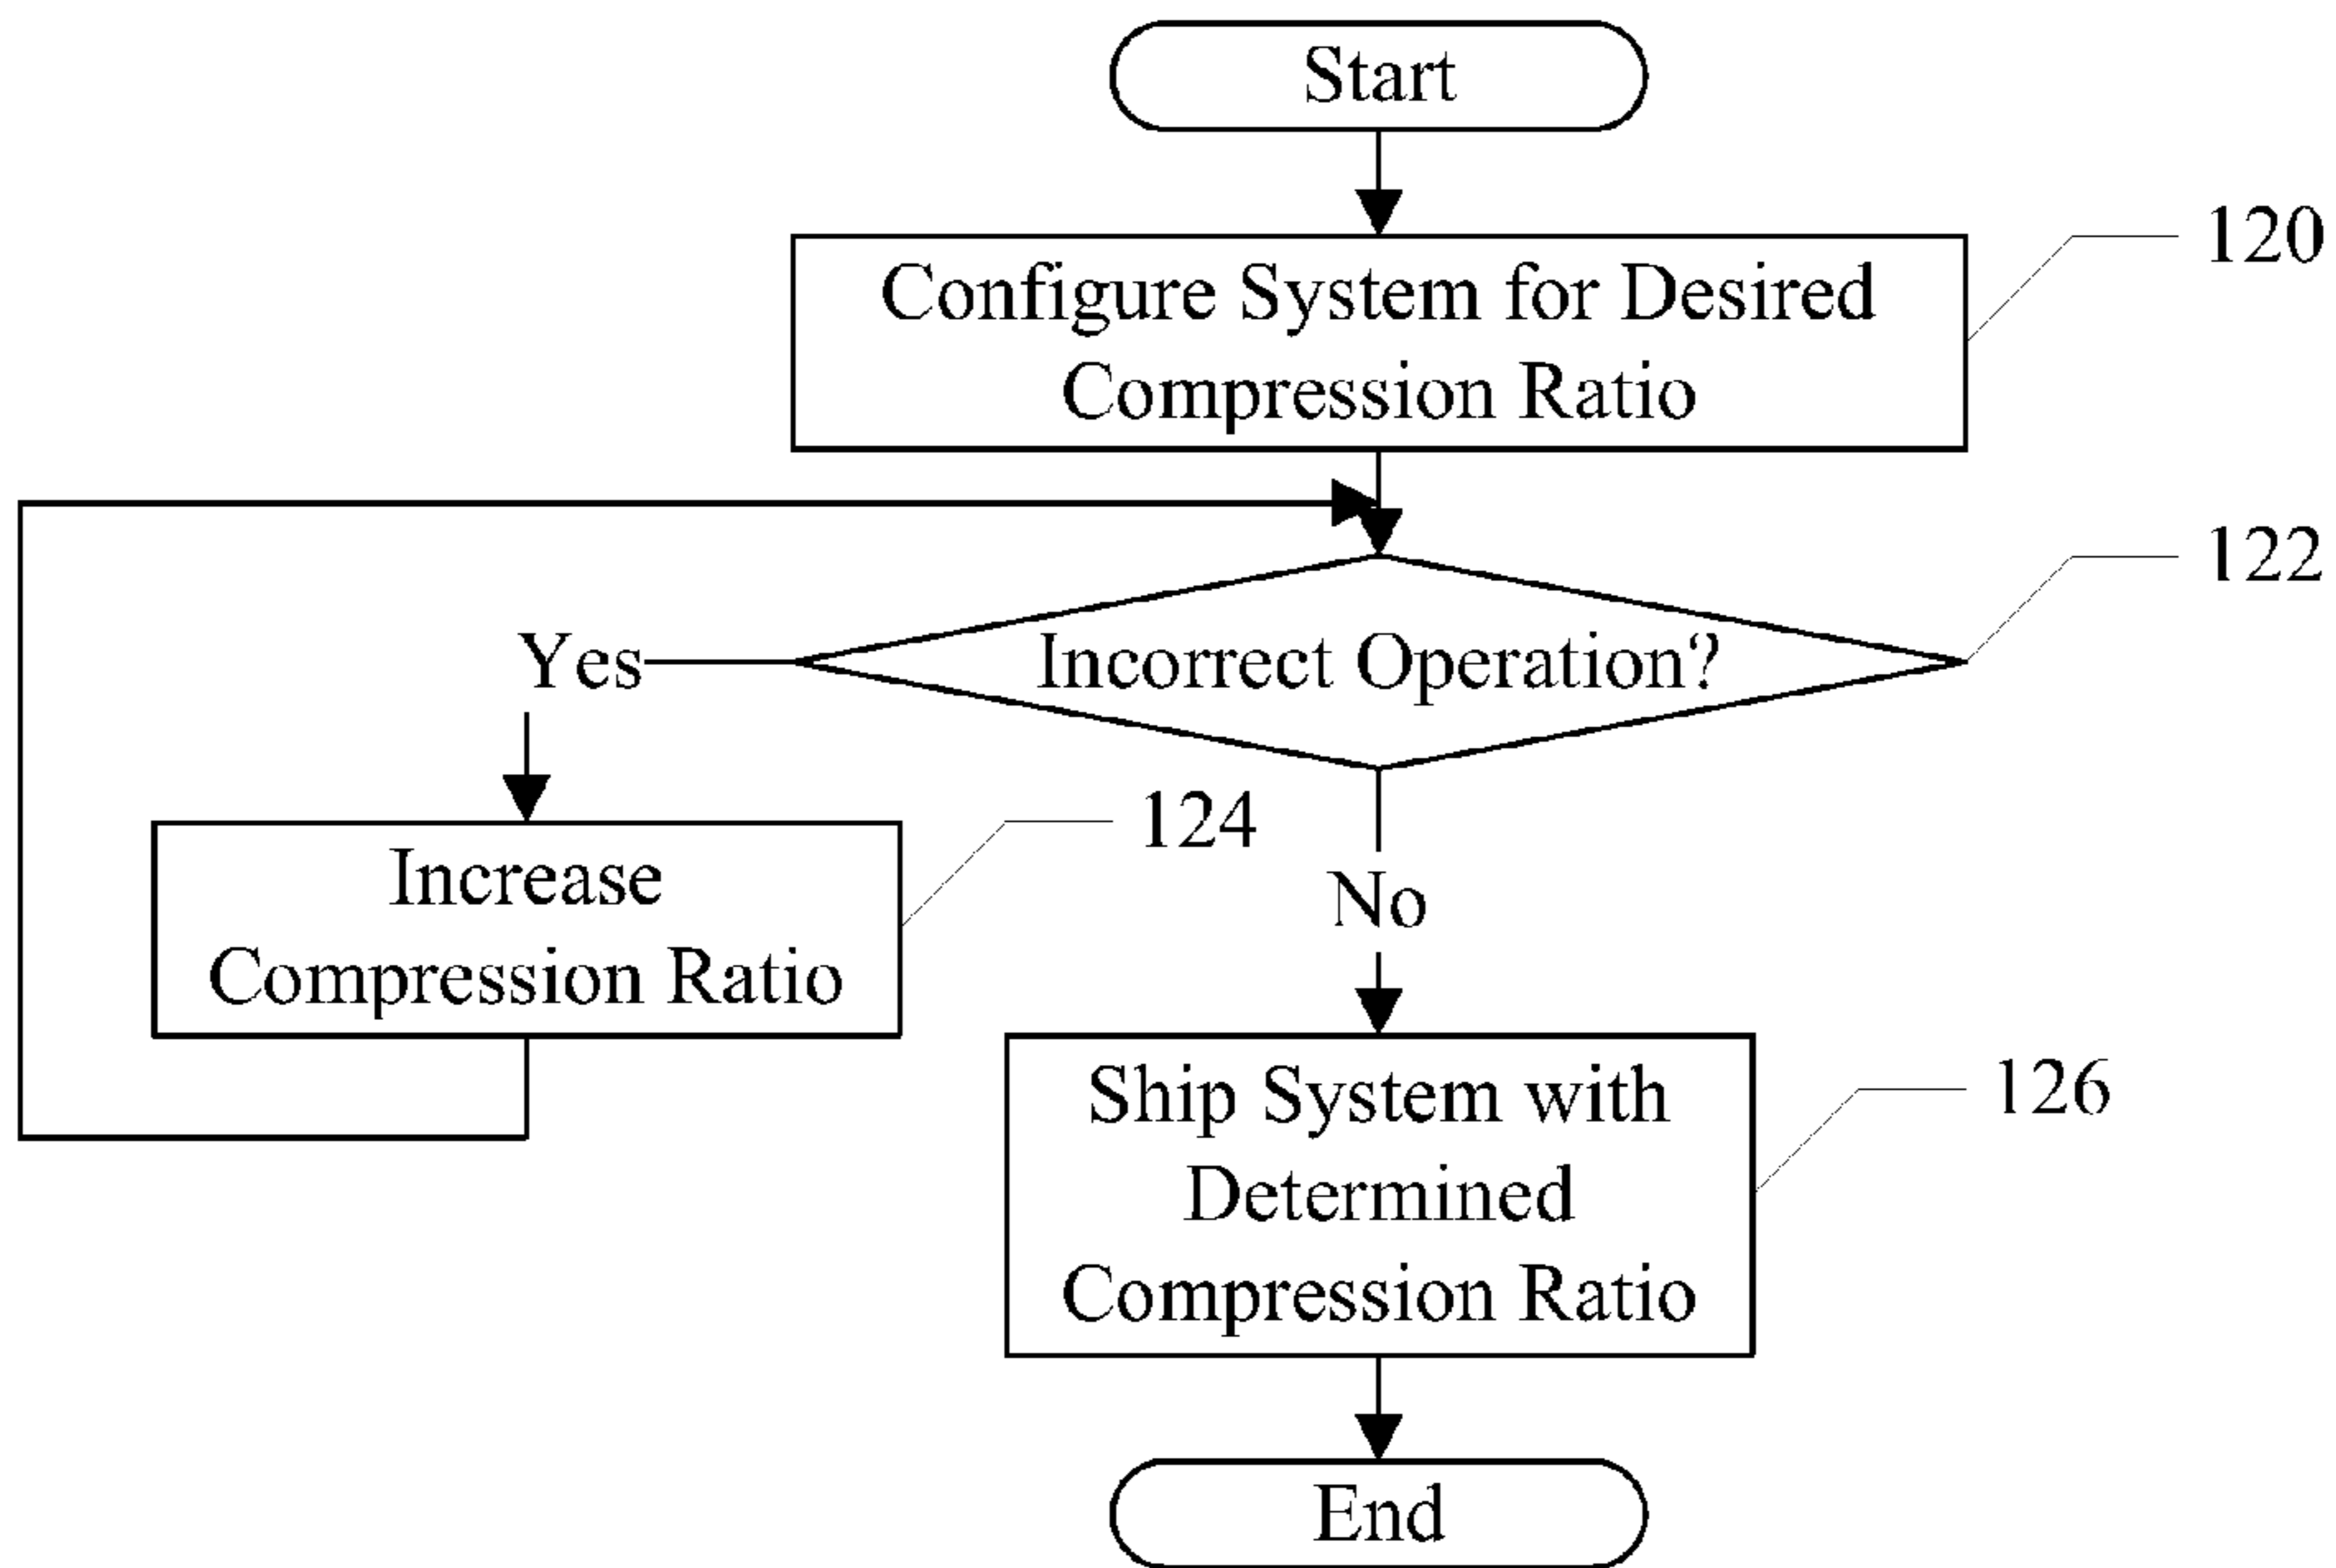 Start
Configure System for Desired
Compression Ratio
120
Incorrect Operation?
122
Yes
Increase
Compression Ratio
124
No
Ship System with
Determined
Compression Ratio
126
End